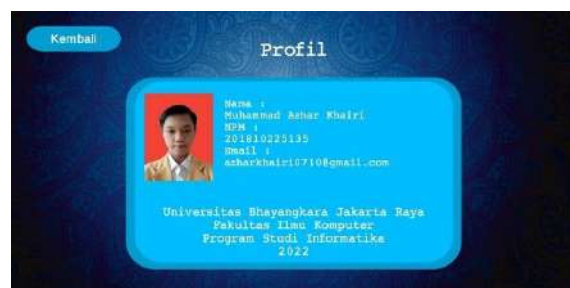 Kembali
Profil
Nama :
Muhammad Azhar Khairi
NPM :
201810225135
Email :
azharkhairi0710@gmail.com
Universitas Bhayangkara Jakarta Raya
Fakultas Ilmu Komputer
Program Studi Informatika
2022